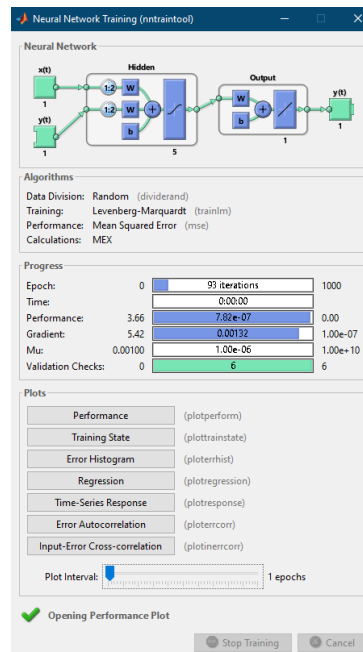 Neural Network Training (nntraintool)
Neural Network
Hidden
x(t)
1:2
W
1
y(t)
1:2
W
b
1
5
Output
W
b
1
y(t)
1
Algorithms
Data Division: Random (dividerand)
Training: Levenberg-Marquardt (trainlm)
Performance: Mean Squared Error (mse)
Calculations: MEX
Progress
Epoch: 0 93 iterations 1000
Time: 0:00:00
Performance: 3.66 7.82e-07 0.00
Gradient: 5.42 0.00132 1.00e-07
Mu: 0.00100 1.00e-06 1.00e+10
Validation Checks: 0 6 6
Plots
Performance (plotperform)
Training State (plottrainstate)
Error Histogram (ploterrhist)
Regression (plotregression)
Time-Series Response (plotresponse)
Error Autocorrelation (ploterrcorr)
Input-Error Cross-correlation (plotinerrcorr)
Plot Interval: 1 epochs
Opening Performance Plot
Stop Training Cancel